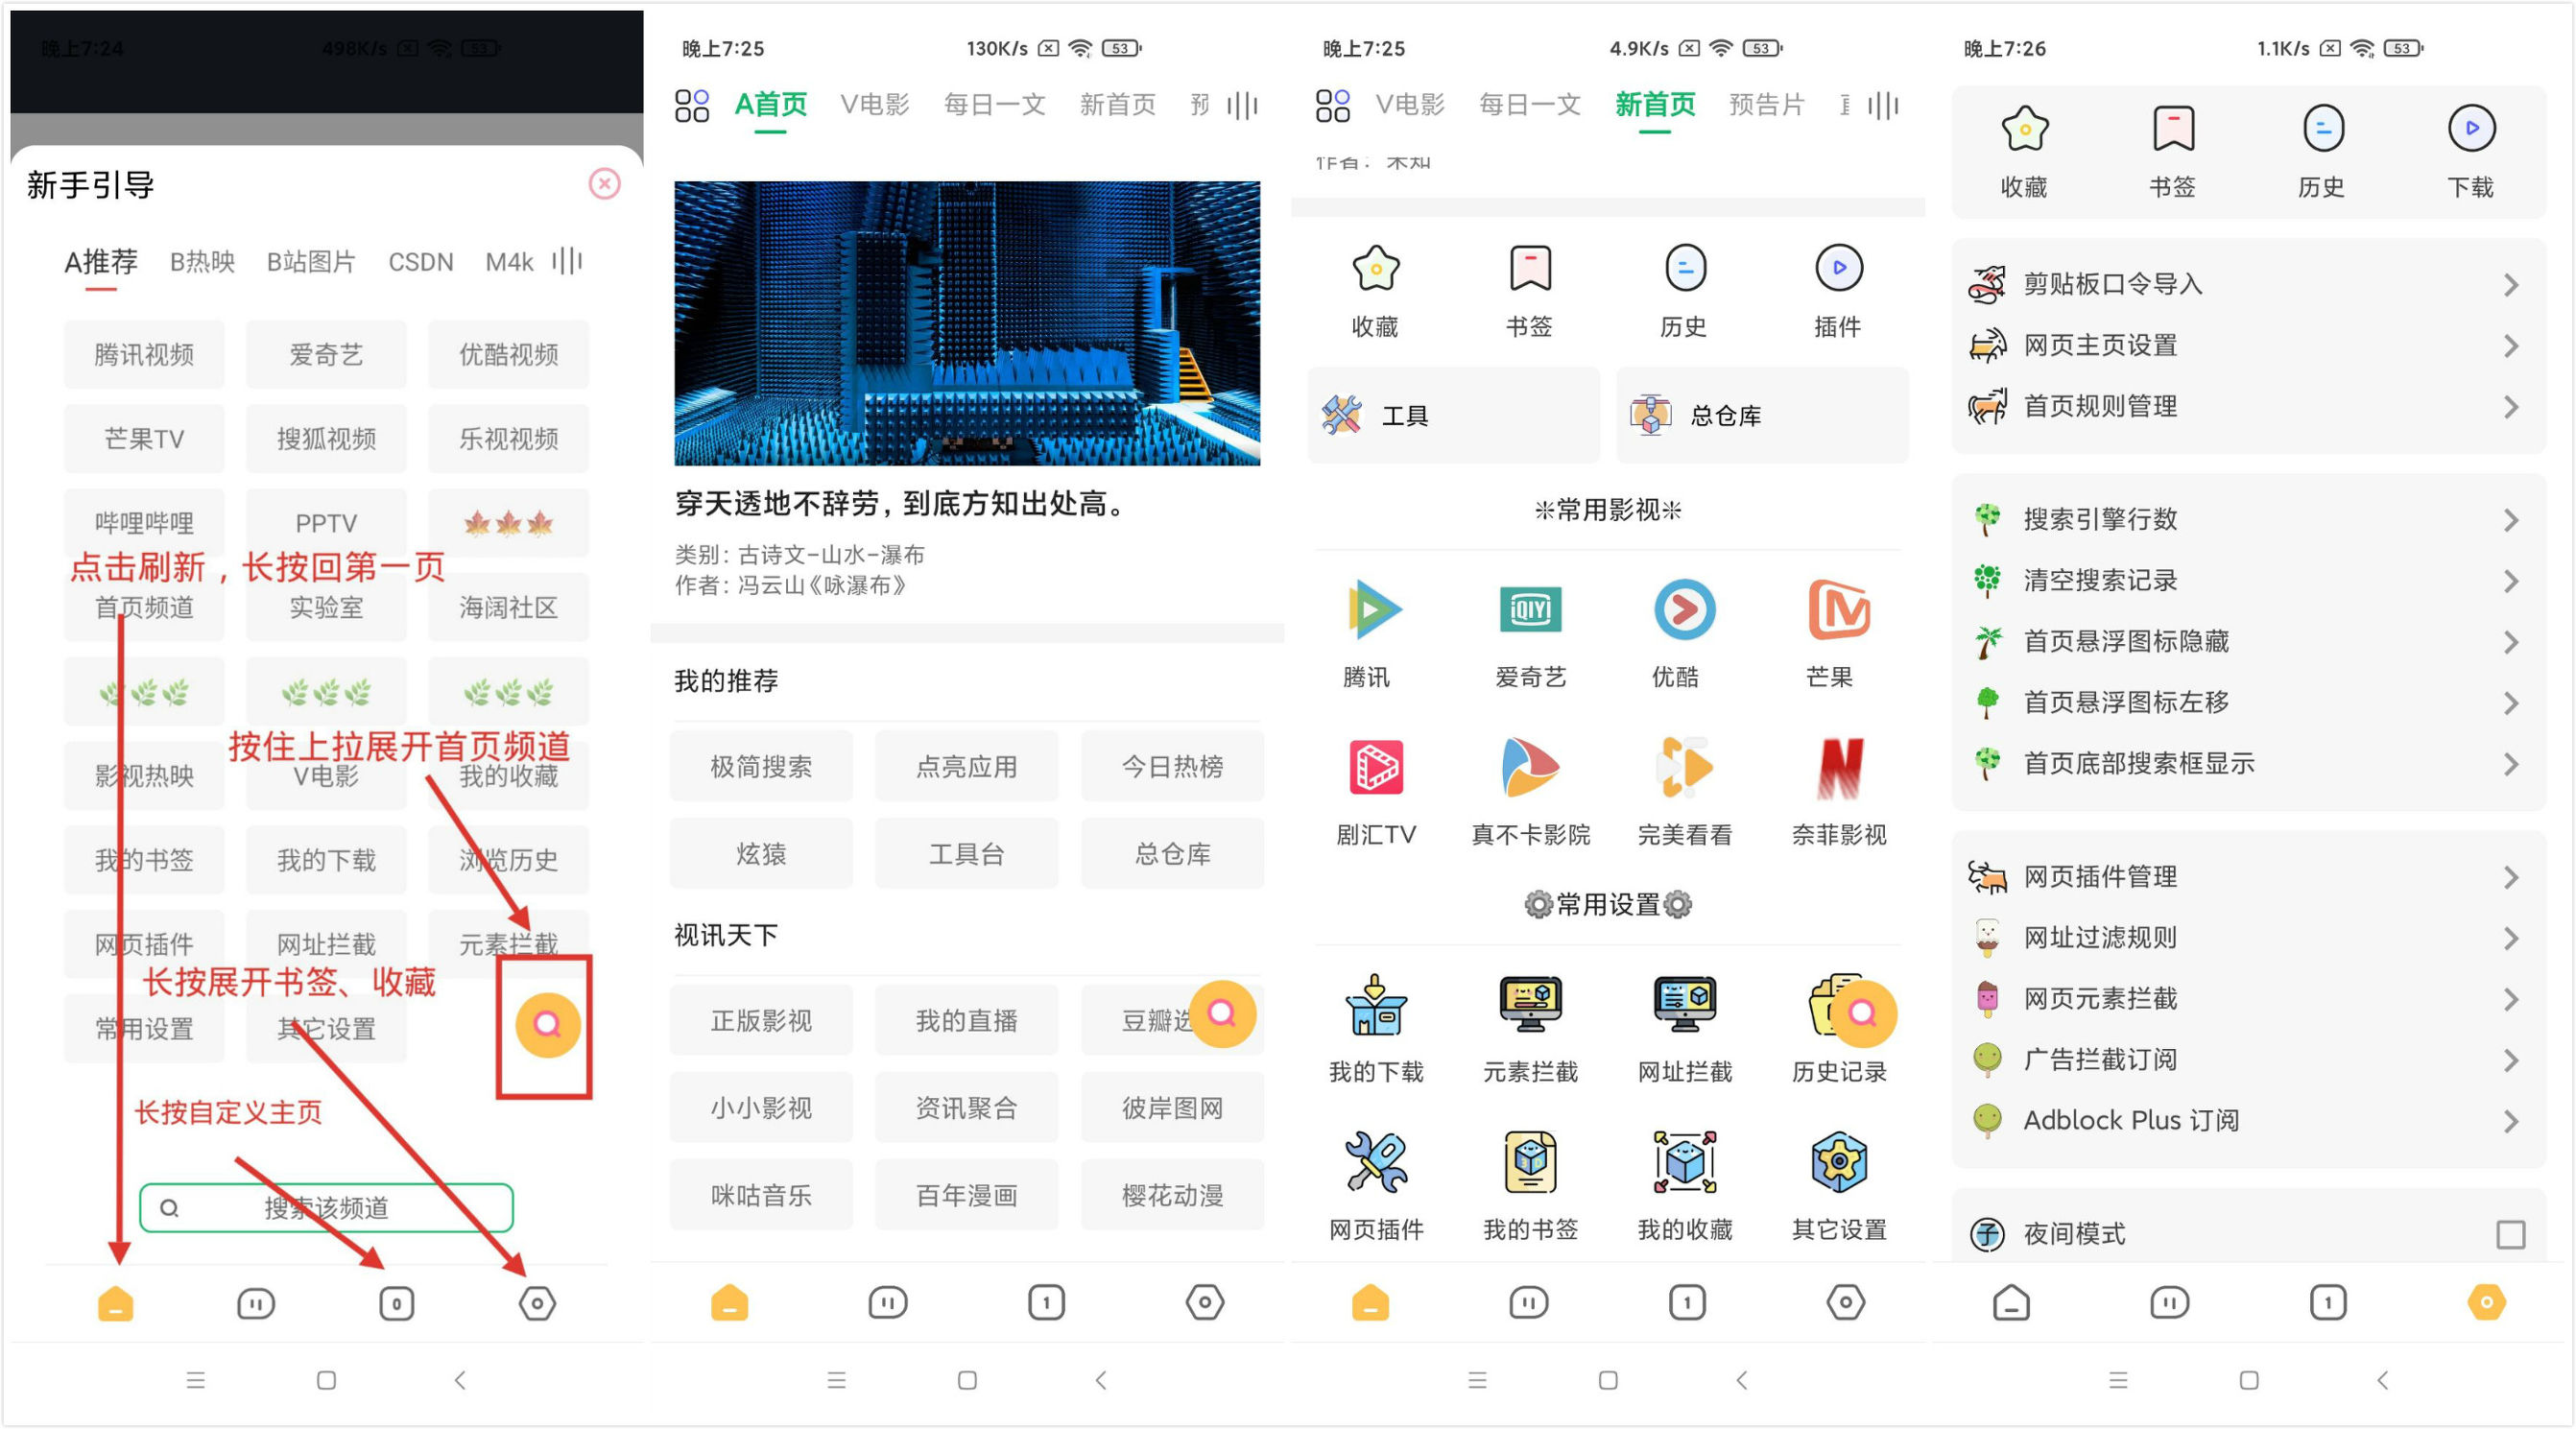 晚上7:24 498K/s 53
新手引导
A推荐 B热映 B站图片 CSDN M4k
腾讯视频 爱奇艺 优酷视频
芒果TV 搜狐视频 乐视视频
哔哩哔哩 PPTV
点击刷新，长按回第一页
首页频道 实验室 海阔社区
按住上拉展开首页频道
影视热映 V电影 我的收藏
我的书签 我的下载 浏览历史
网页插件 网址拦截 元素拦截
长按展开书签、收藏
常用设置 其它设置
长按自定义主页
搜索该频道
0
晚上7:25 130K/s 53
A首页 V电影 每日一文 新首页 预
穿天透地不辞劳，到底方知出处高。
类别：古诗文-山水-瀑布
作者：冯云山《咏瀑布》
我的推荐
极简搜索 点亮应用 今日热榜
炫猿 工具台 总仓库
视讯天下
正版影视 我的直播 豆瓣选
小小影视 资讯聚合 彼岸图网
咪咕音乐 百年漫画 樱花动漫
1
晚上7:25 4.9K/s 53
V电影 每日一文 新首页 预告片
作者：未知
收藏 书签 历史 插件
工具 总仓库
※常用影视※
iQIYI
腾讯 爱奇艺 优酷 芒果
剧汇TV 真不卡影院 完美看看 奈菲影视
常用设置
我的下载 元素拦截 网址拦截 历史记录
网页插件 我的书签 我的收藏 其它设置
1
晚上7:26 1.1K/s 53
收藏 书签 历史 下载
剪贴板口令导入
网页主页设置
首页规则管理
搜索引擎行数
清空搜索记录
首页悬浮图标隐藏
首页悬浮图标左移
首页底部搜索框显示
网页插件管理
网址过滤规则
网页元素拦截
广告拦截订阅
Adblock Plus 订阅
子 夜间模式
1